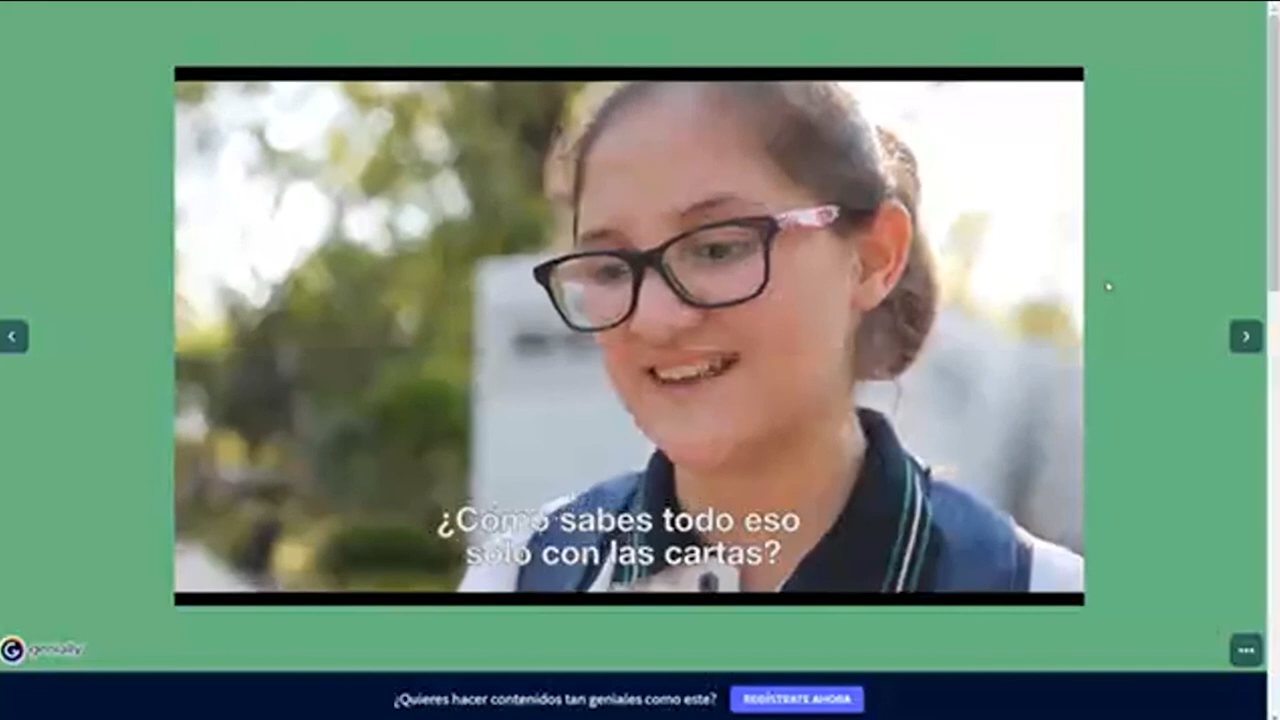 ¿Cómo sabes todo eso
solo con las cartas?
genially
¿Quieres hacer contenidos tan geniales como este?
REGÍSTRATE AHORA